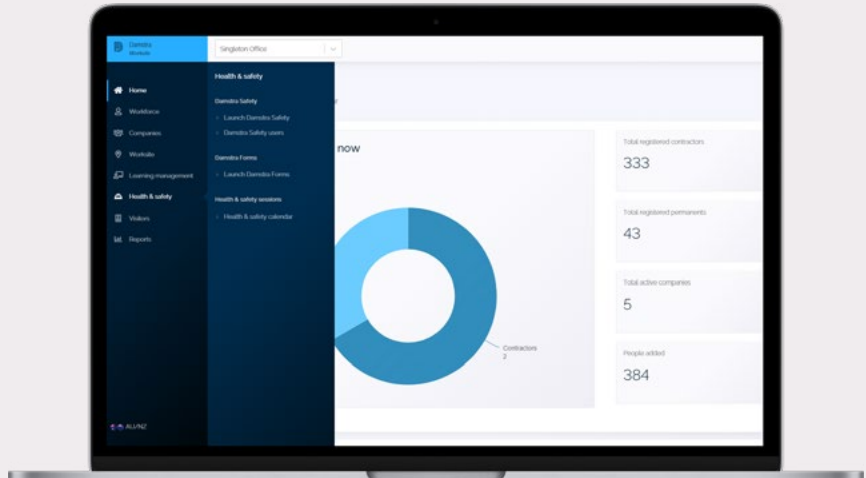 Damstra
Worksite
Singleton Office
Home
Workforce
Companies
Worksite
Learning management
Health & safety
Visitors
Reports
AU/NZ
Health & safety
Damstra Safety
Launch Damstra Safety
Damstra Safety users
Damstra Forms
Launch Damstra Forms
Health & safety sessions
Health & safety calendar
now
Contractors
2
Total registered contractors
333
Total registered permanents
43
Total active companies
5
People added
384